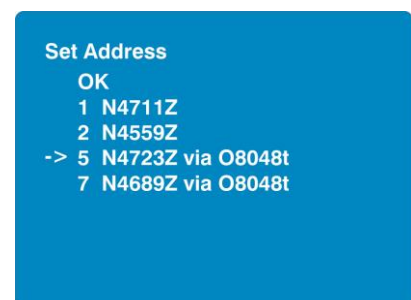 Set Address
OK
1 N4711Z
2 N4559Z
-> 5 N4723Z via O8048t
7 N4689Z via O8048t